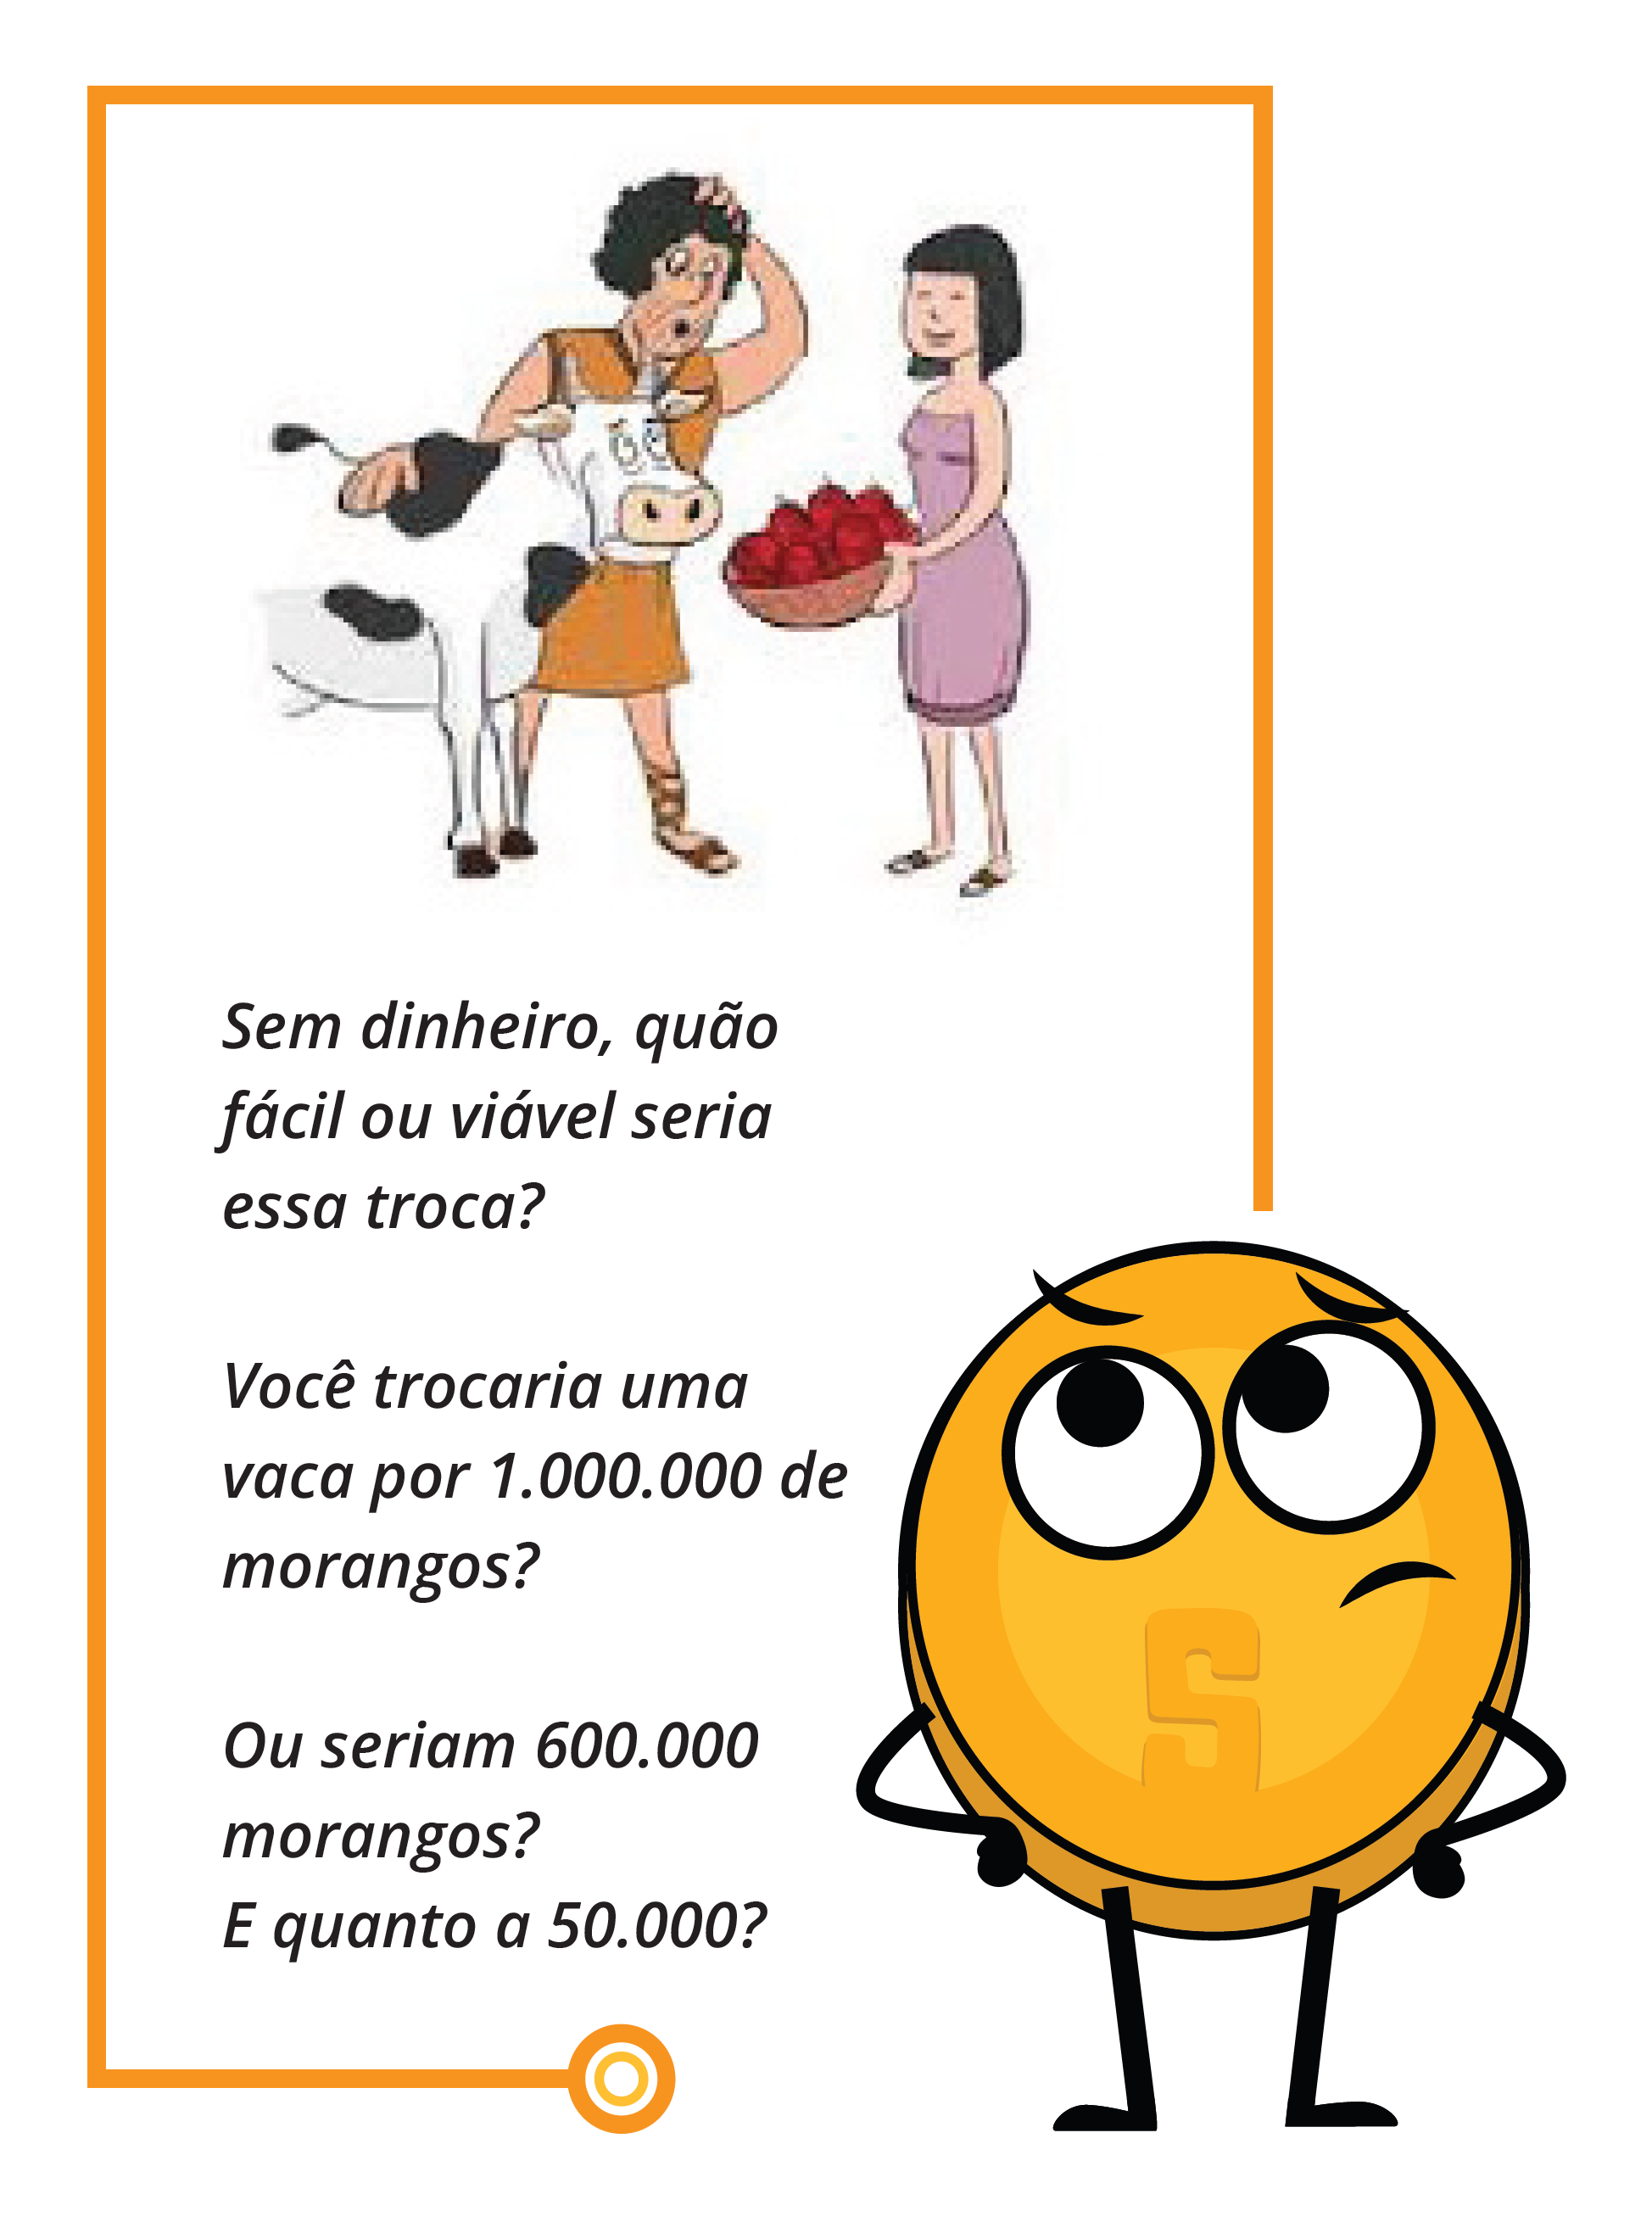 Sem dinheiro, quão
fácil ou viável seria
essa troca?
Você trocaria uma
vaca por 1.000.000 de
morangos?
Ou seriam 600.000
morangos?
E quanto a 50.000?
S